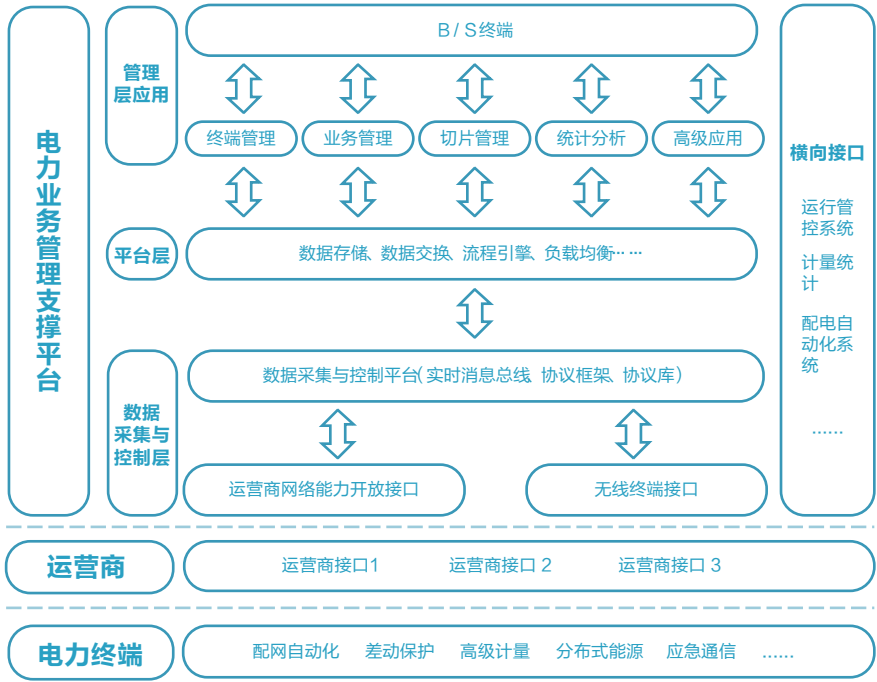 电力业务管理支撑平台
管理
层应用
B/S终端
终端管理
业务管理
切片管理
统计分析
高级应用
平台层
数据存储、数据交换、流程引擎、负载均衡……
数据
采集与
控制层
数据采集与控制平台(实时消息总线、协议框架、协议库)
运营商网络能力开放接口
无线终端接口
横向接口
运行管
控系统
计量统
计
配电自
动化系
统
……
运营商
运营商接口1
运营商接口2
运营商接口3
电力终端
配网自动化
差动保护
高级计量
分布式能源
应急通信
……